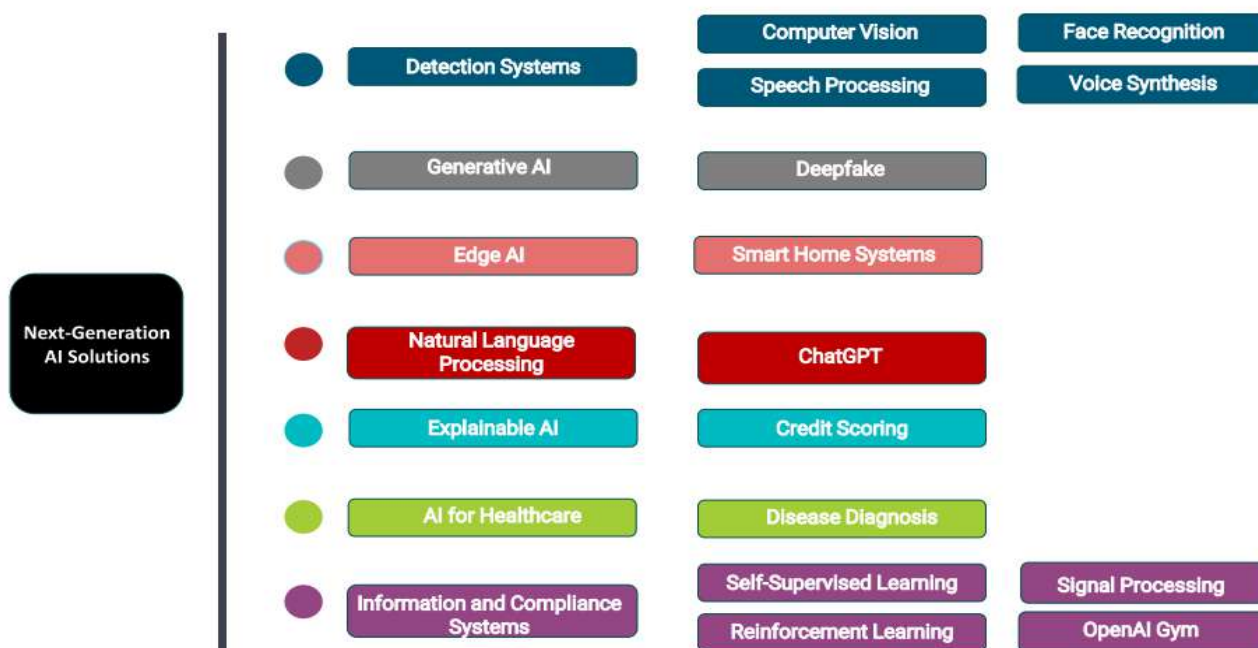 Computer Vision
Face Recognition
Detection Systems
Speech Processing
Voice Synthesis
Generative AI
Deepfake
Edge AI
Smart Home Systems
Next-Generation
AI Solutions
Natural Language
Processing
ChatGPT
Explainable AI
Credit Scoring
AI for Healthcare
Disease Diagnosis
Self-Supervised Learning
Signal Processing
Information and Compliance
Systems
Reinforcement Learning
OpenAI Gym